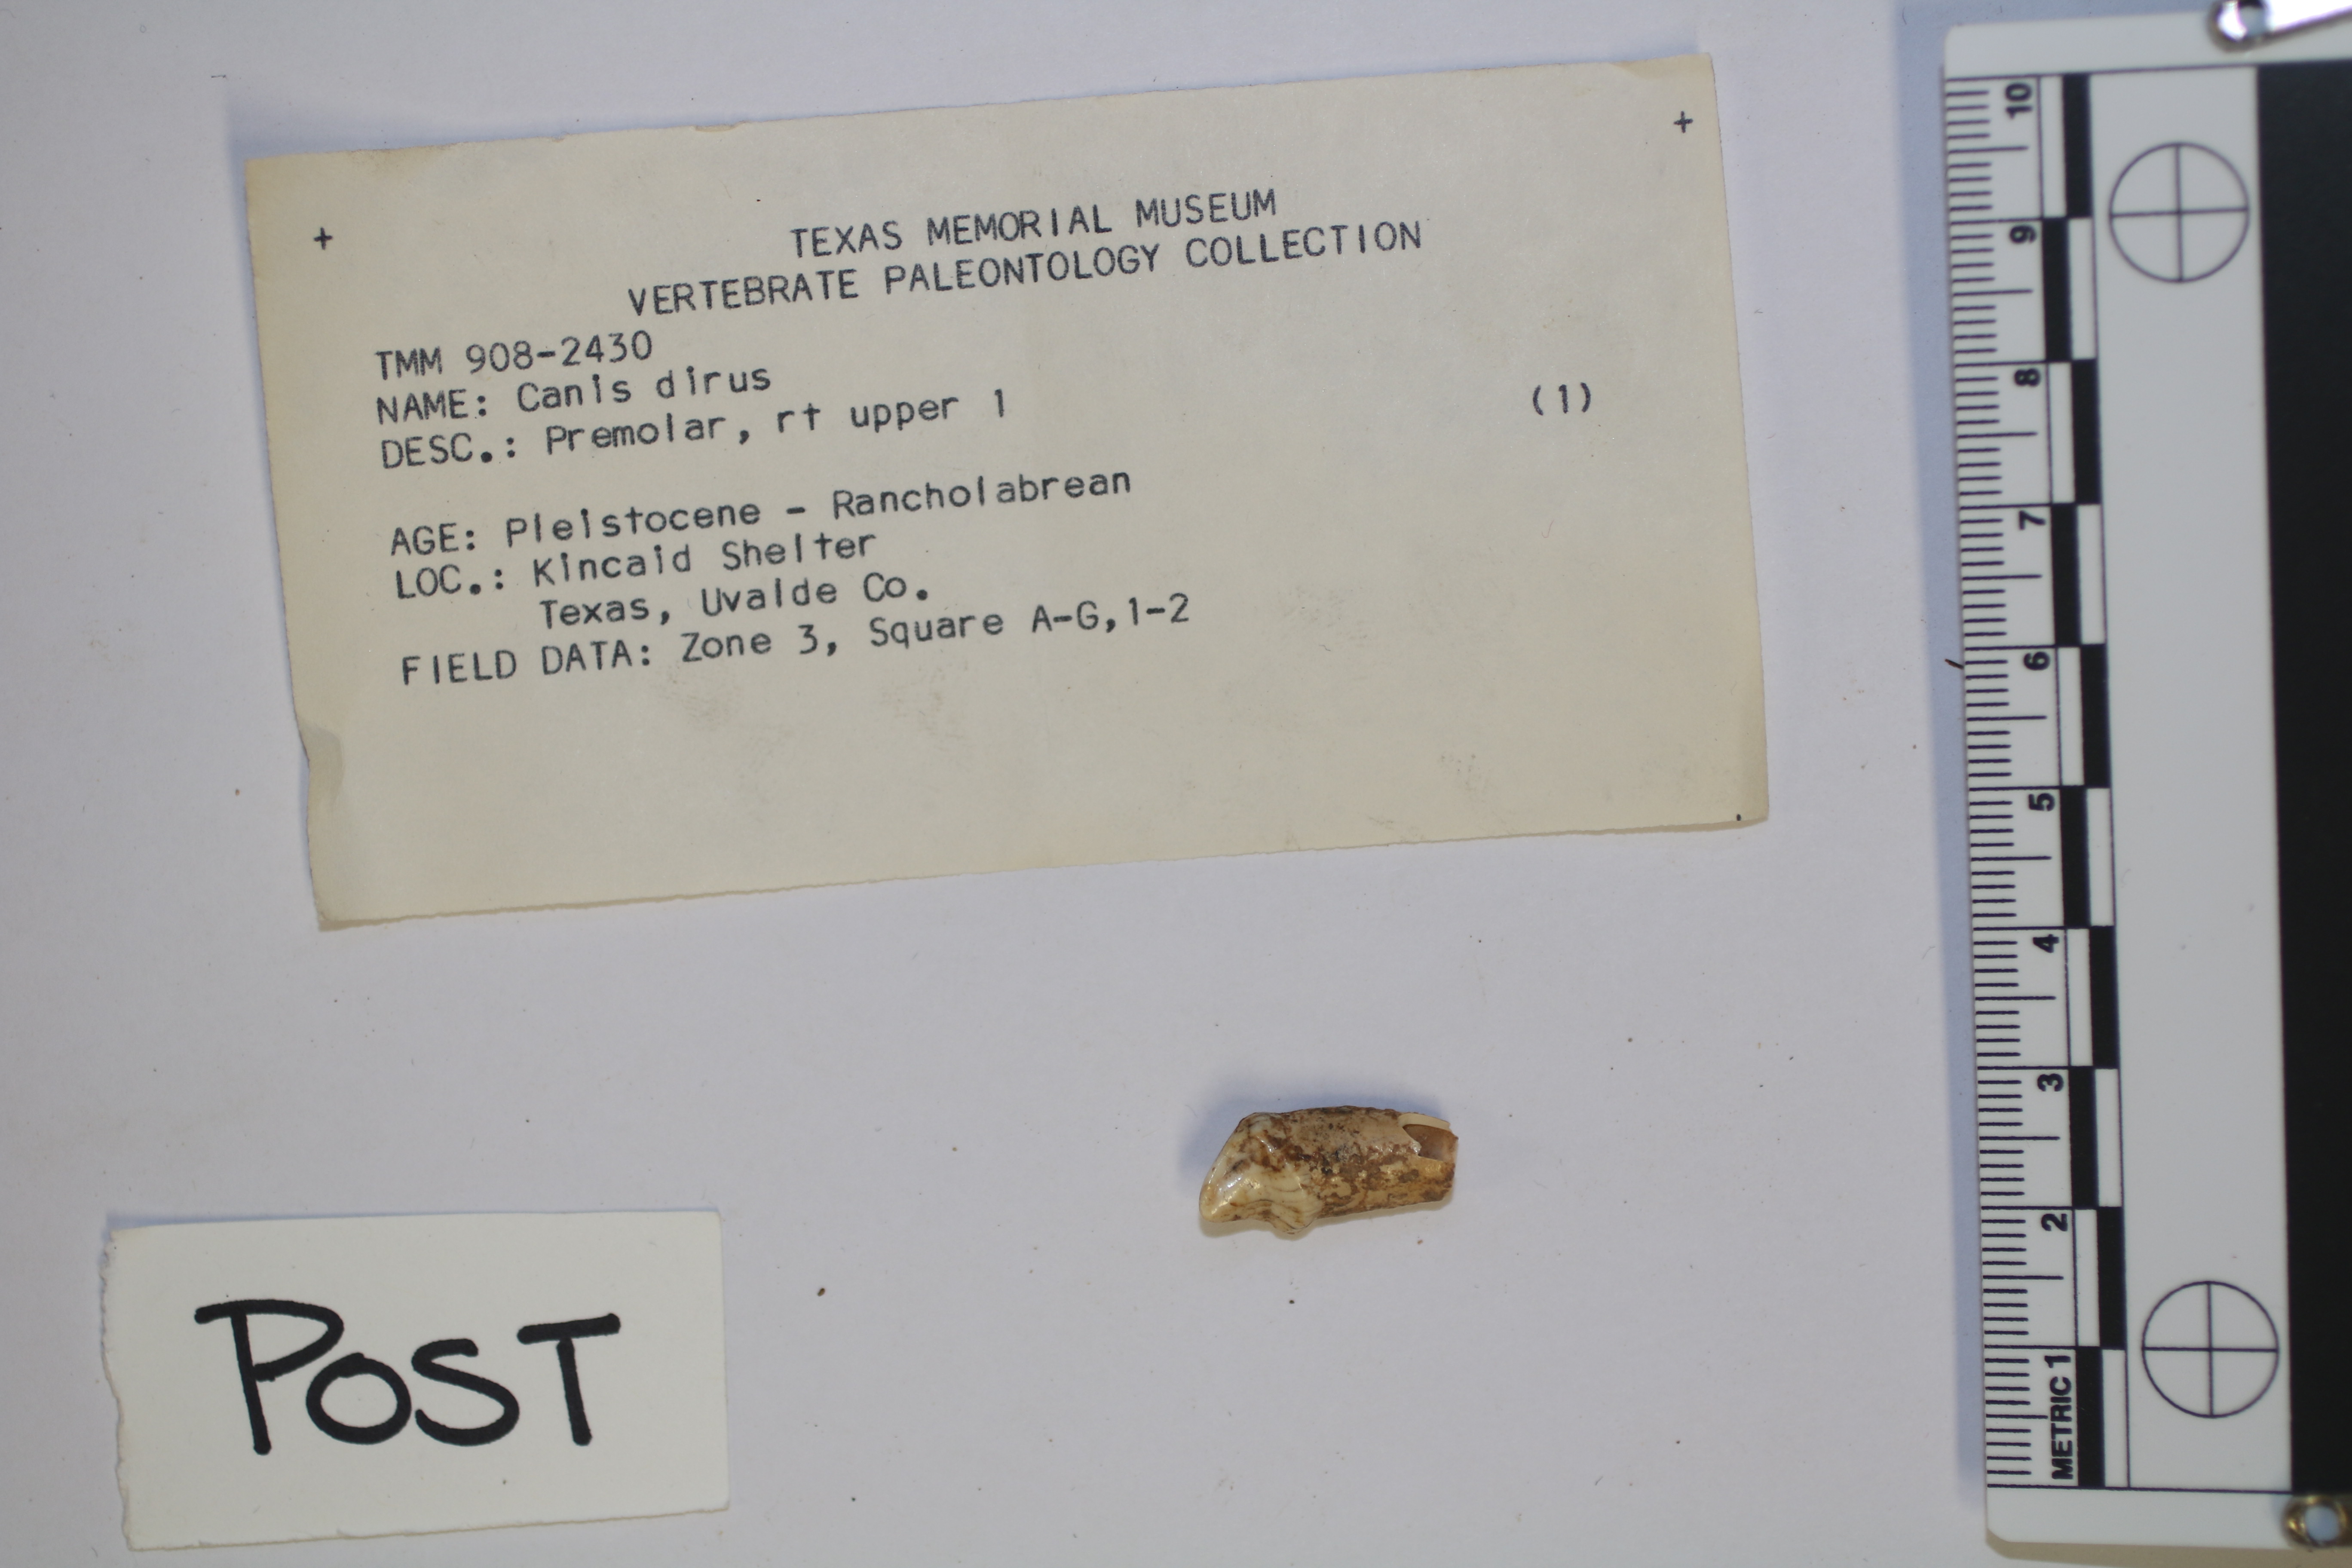 + +
TEXAS MEMORIAL MUSEUM
VERTEBRATE PALEONTOLOGY COLLECTION
TMM 908-2430
NAME: Canis dirus
DESC.: Premolar, rt upper 1 (1)
AGE: Pleistocene - Rancholabrean
LOC.: Kincaid Shelter
Texas, Uvalde Co.
FIELD DATA: Zone 3, Square A-G,1-2
POST
10
9
8
7
6
5
4
3
2
METRIC 1